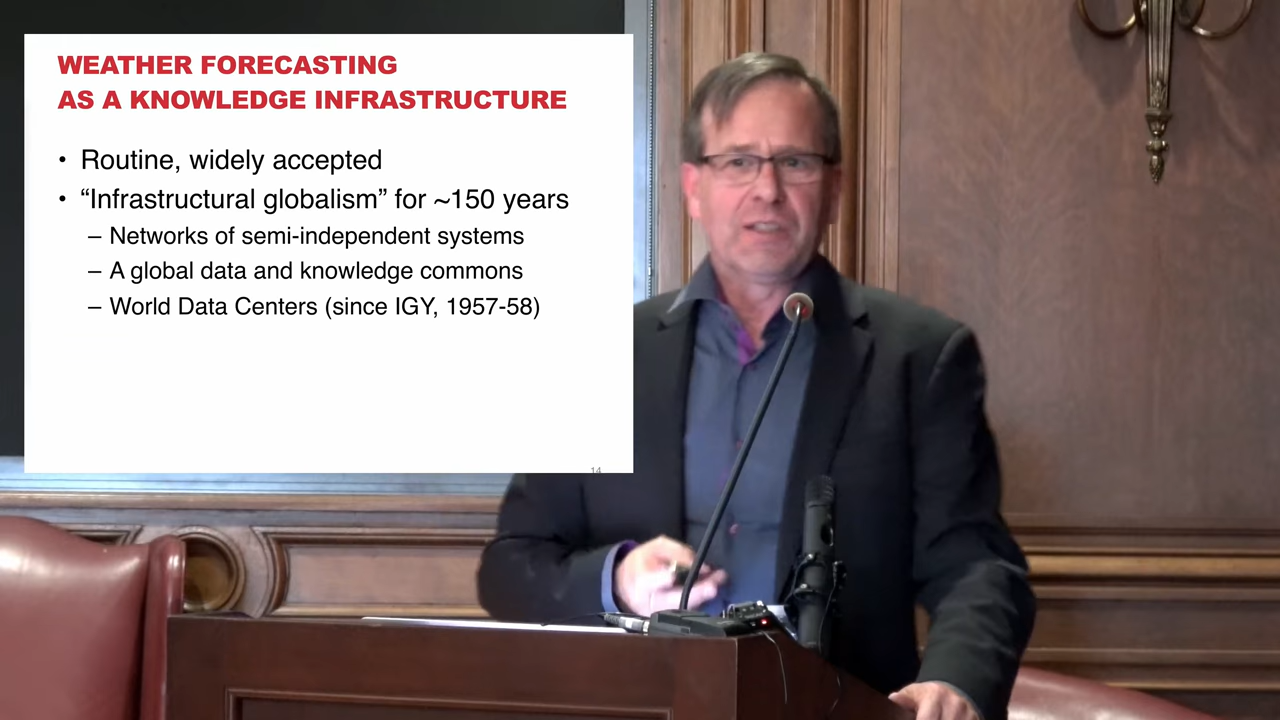 WEATHER FORECASTING
AS A KNOWLEDGE INFRASTRUCTURE
• Routine, widely accepted
• “Infrastructural globalism” for ~150 years
– Networks of semi-independent systems
– A global data and knowledge commons
– World Data Centers (since IGY, 1957-58)
14